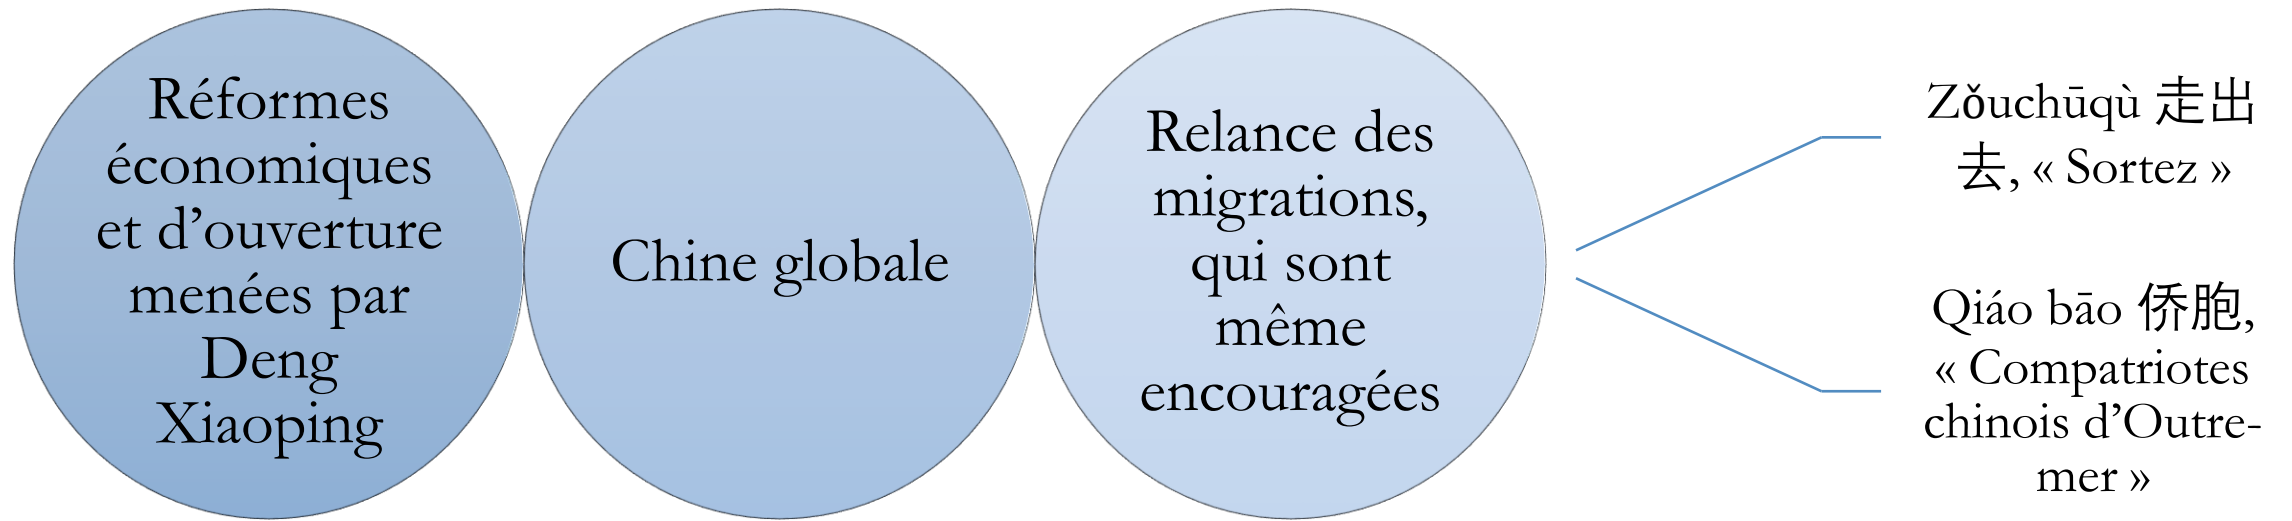 Réformes
économiques
et d’ouverture
menées par
Deng
Xiaoping
Chine globale
Relance des
migrations,
qui sont
même
encouragées
Zǒuchūqù 走出
去, « Sortez »
Qiáo bāo 侨胞,
« Compatriotes
chinois d’Outre-
mer »